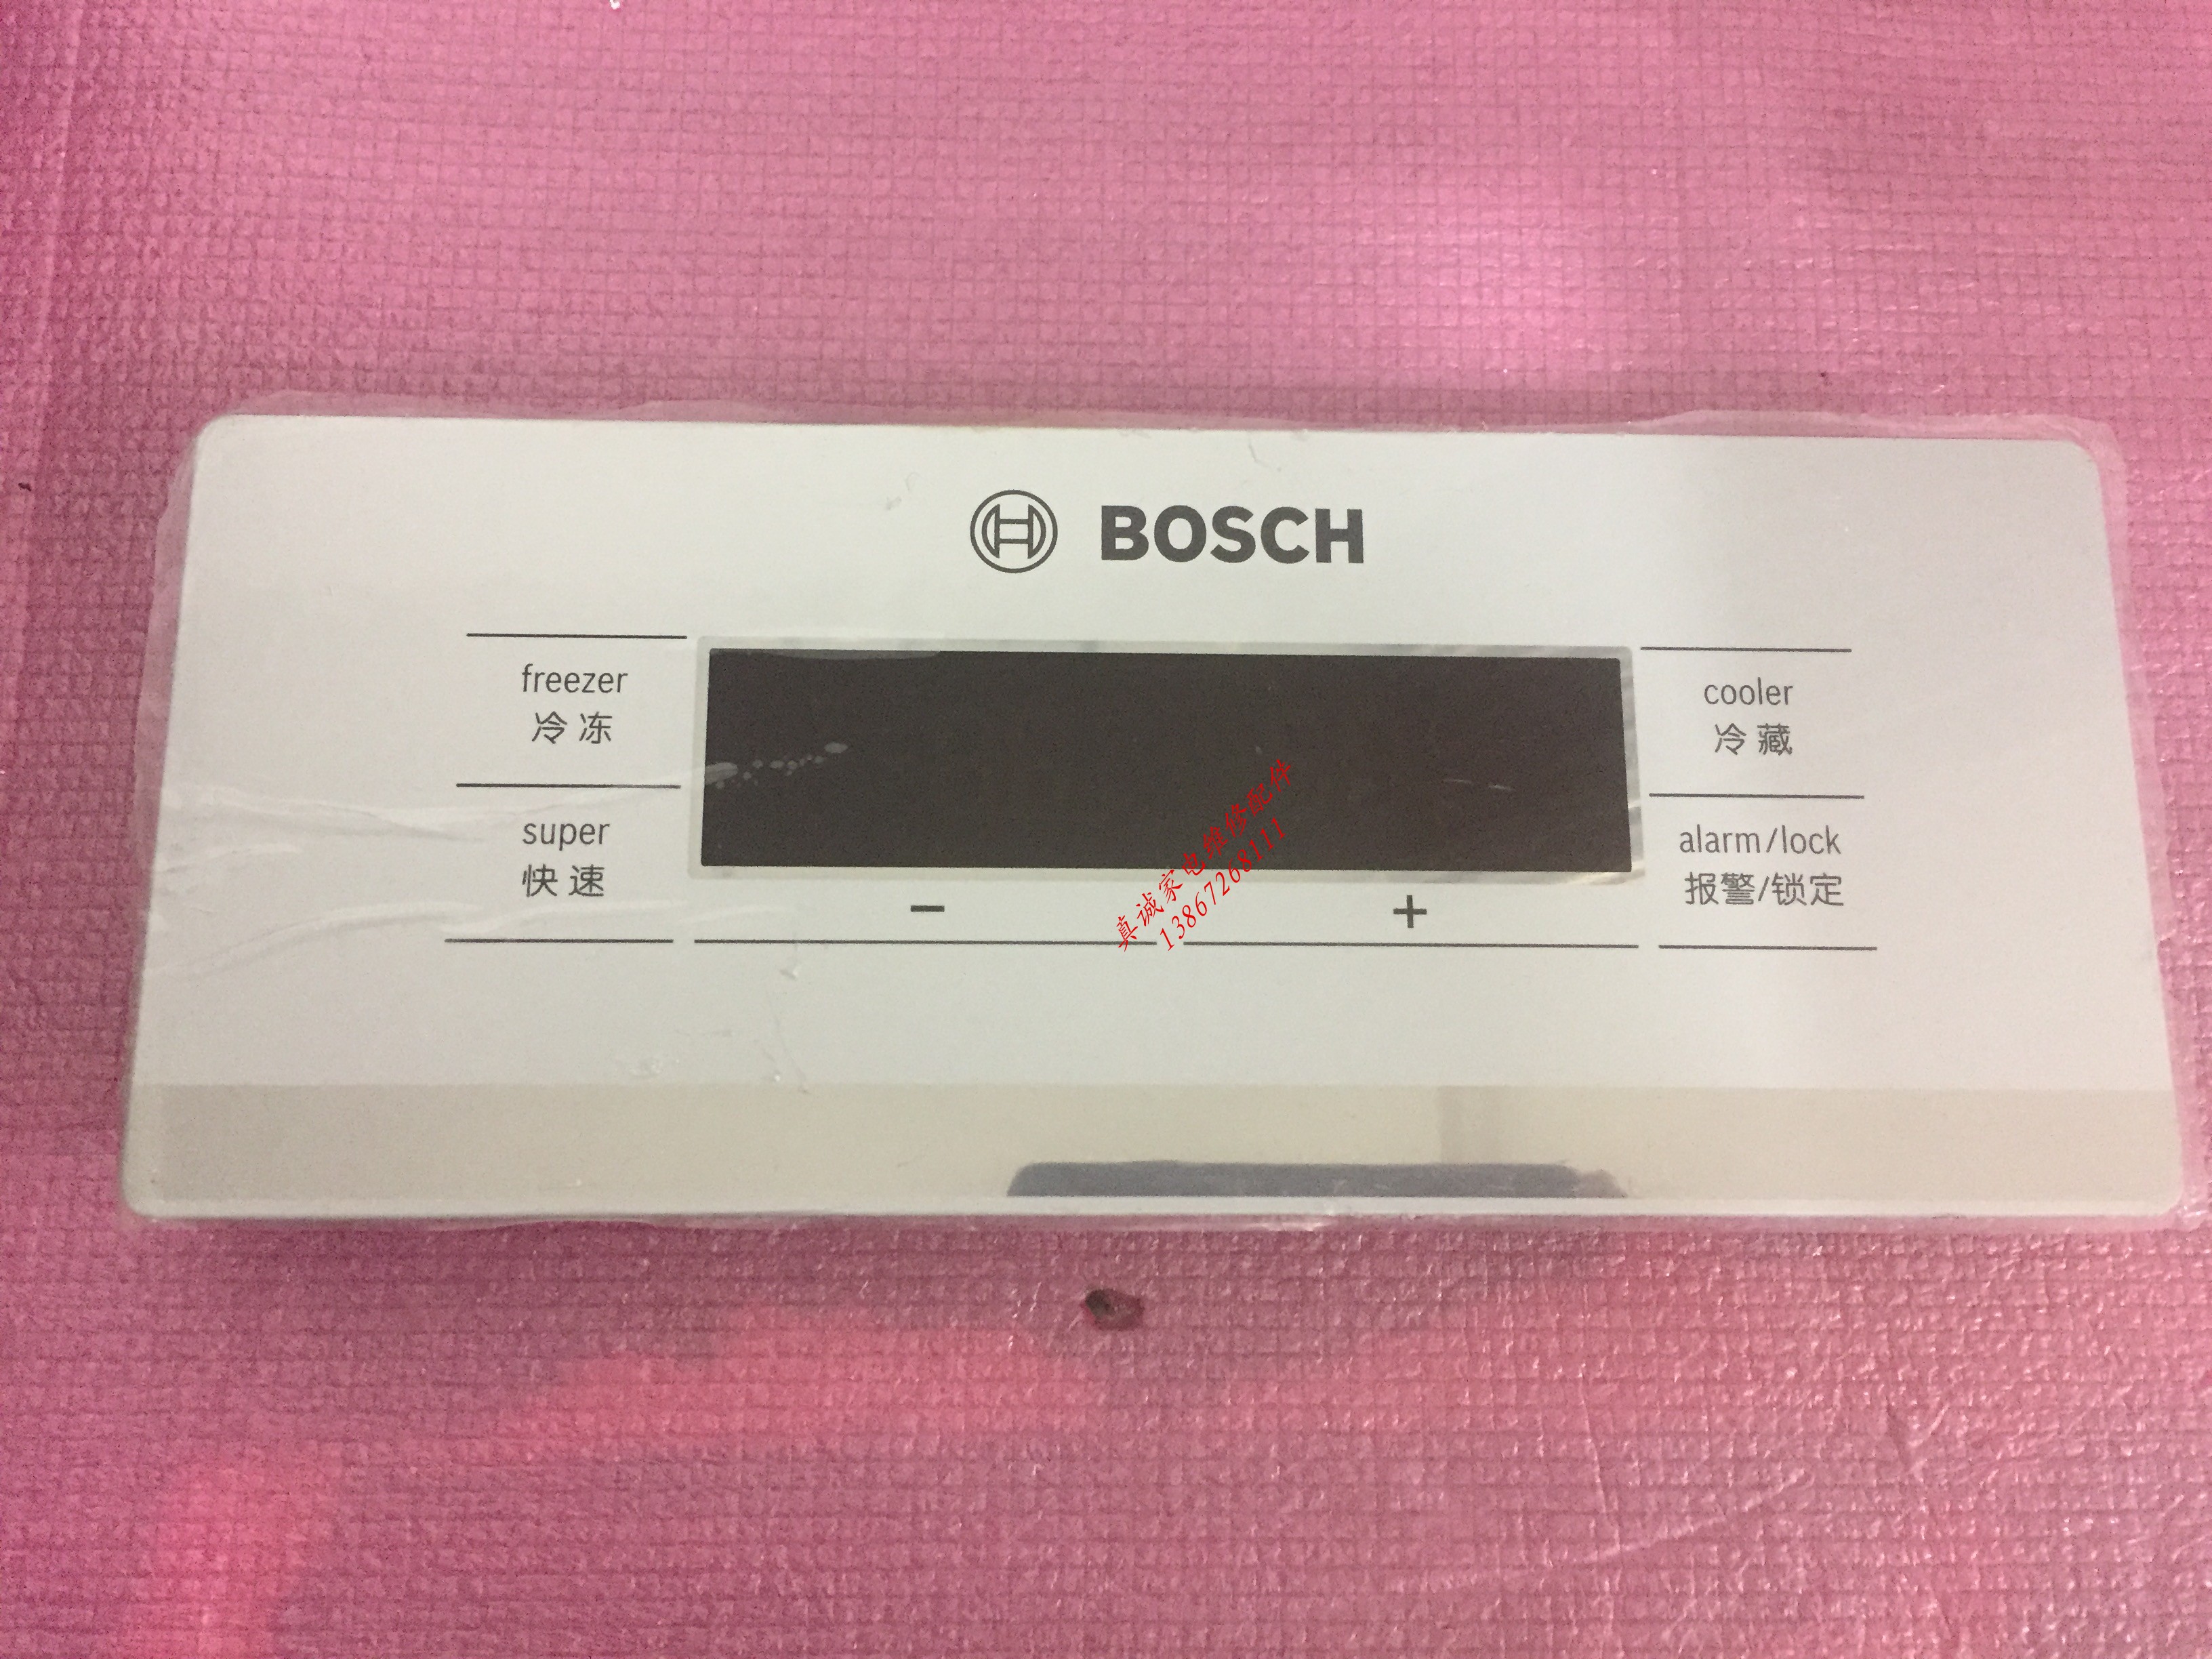 BOSCH
freezer
冷冻
super
快速
cooler
冷藏
alarm/lock
报警/锁定
− +
真诚家电维修配件
13867268111